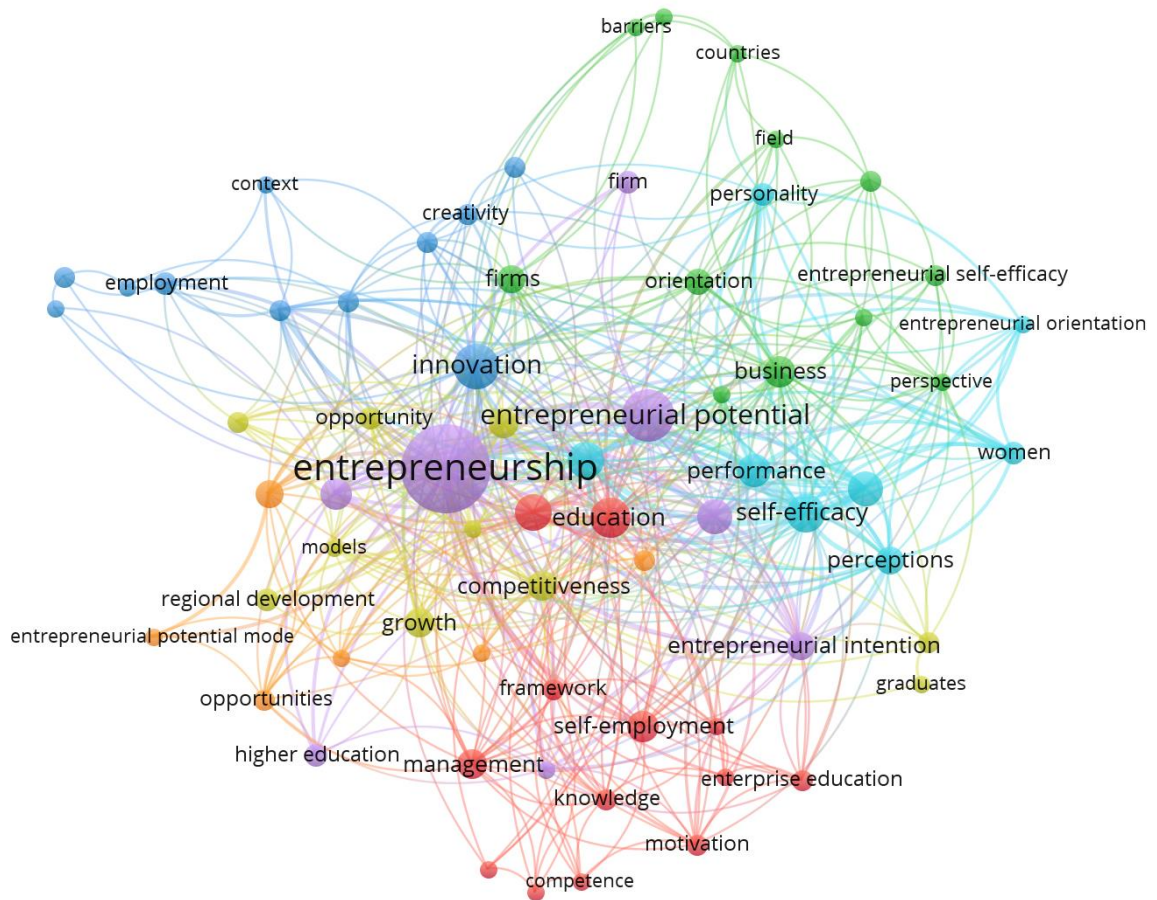 barriers
countries
field
context
firm
personality
creativity
employment
firms
orientation
entrepreneurial self-efficacy
entrepreneurial orientation
innovation
business
perspective
opportunity
entrepreneurial potential
women
entrepreneurship
performance
education
self-efficacy
models
perceptions
competitiveness
regional development
growth
entrepreneurial potential mode
entrepreneurial intention
graduates
opportunities
framework
self-employment
higher education
management
enterprise education
knowledge
motivation
competence